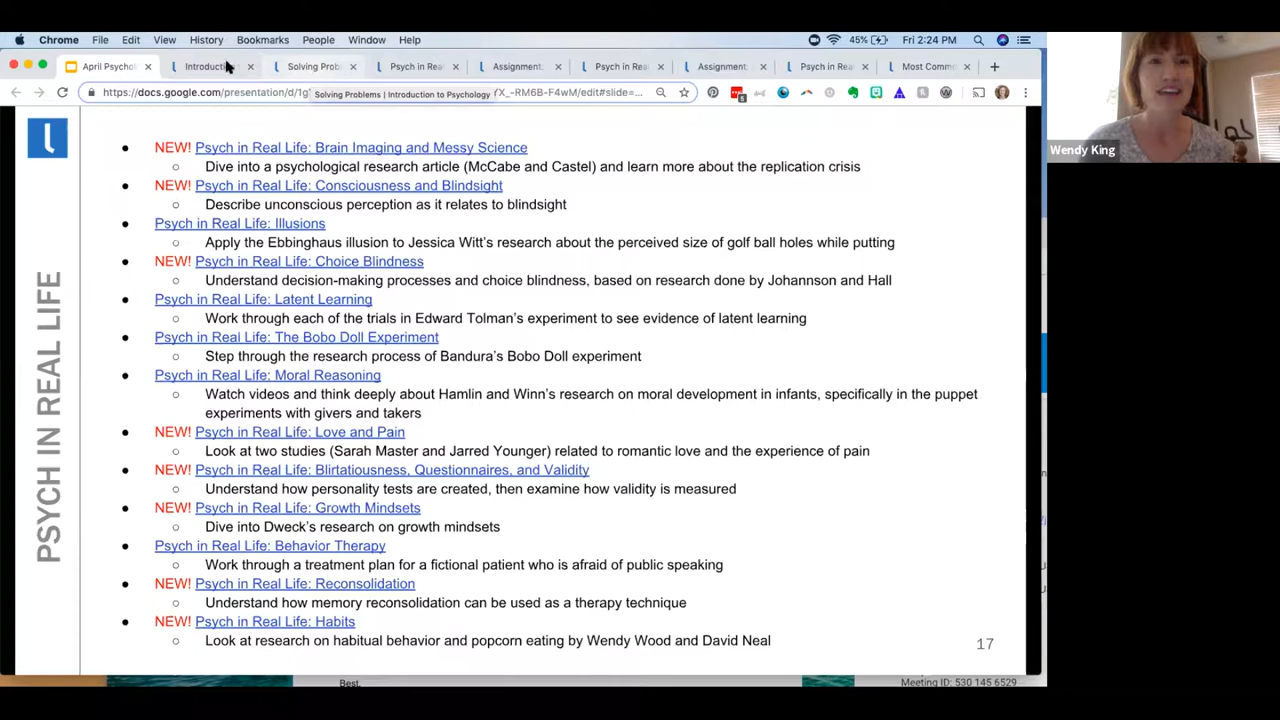 Chrome File Edit View History Bookmarks People Window Help 45% Fri 2:24 PM
April Psycho Introduction Solving Prob Psych in Rea Assignment: Psych in Rea Assignment: Psych in Rea Most Comm
https://docs.google.com/presentation/d/1g X_-RM6B-F4wM/edit#slide=...
Solving Problems | Introduction to Psychology
PSYCH IN REAL LIFE
NEW! Psych in Real Life: Brain Imaging and Messy Science
Dive into a psychological research article (McCabe and Castel) and learn more about the replication crisis
NEW! Psych in Real Life: Consciousness and Blindsight
Describe unconscious perception as it relates to blindsight
Psych in Real Life: Illusions
Apply the Ebbinghaus illusion to Jessica Witt's research about the perceived size of golf ball holes while putting
NEW! Psych in Real Life: Choice Blindness
Understand decision-making processes and choice blindness, based on research done by Johannson and Hall
Psych in Real Life: Latent Learning
Work through each of the trials in Edward Tolman's experiment to see evidence of latent learning
Psych in Real Life: The Bobo Doll Experiment
Step through the research process of Bandura's Bobo Doll experiment
Psych in Real Life: Moral Reasoning
Watch videos and think deeply about Hamlin and Winn's research on moral development in infants, specifically in the puppet
experiments with givers and takers
NEW! Psych in Real Life: Love and Pain
Look at two studies (Sarah Master and Jarred Younger) related to romantic love and the experience of pain
NEW! Psych in Real Life: Blirtatiousness, Questionnaires, and Validity
Understand how personality tests are created, then examine how validity is measured
NEW! Psych in Real Life: Growth Mindsets
Dive into Dweck's research on growth mindsets
Psych in Real Life: Behavior Therapy
Work through a treatment plan for a fictional patient who is afraid of public speaking
NEW! Psych in Real Life: Reconsolidation
Understand how memory reconsolidation can be used as a therapy technique
NEW! Psych in Real Life: Habits
Look at research on habitual behavior and popcorn eating by Wendy Wood and David Neal
17
Wendy King
Best,
Meeting ID: 530 145 6529